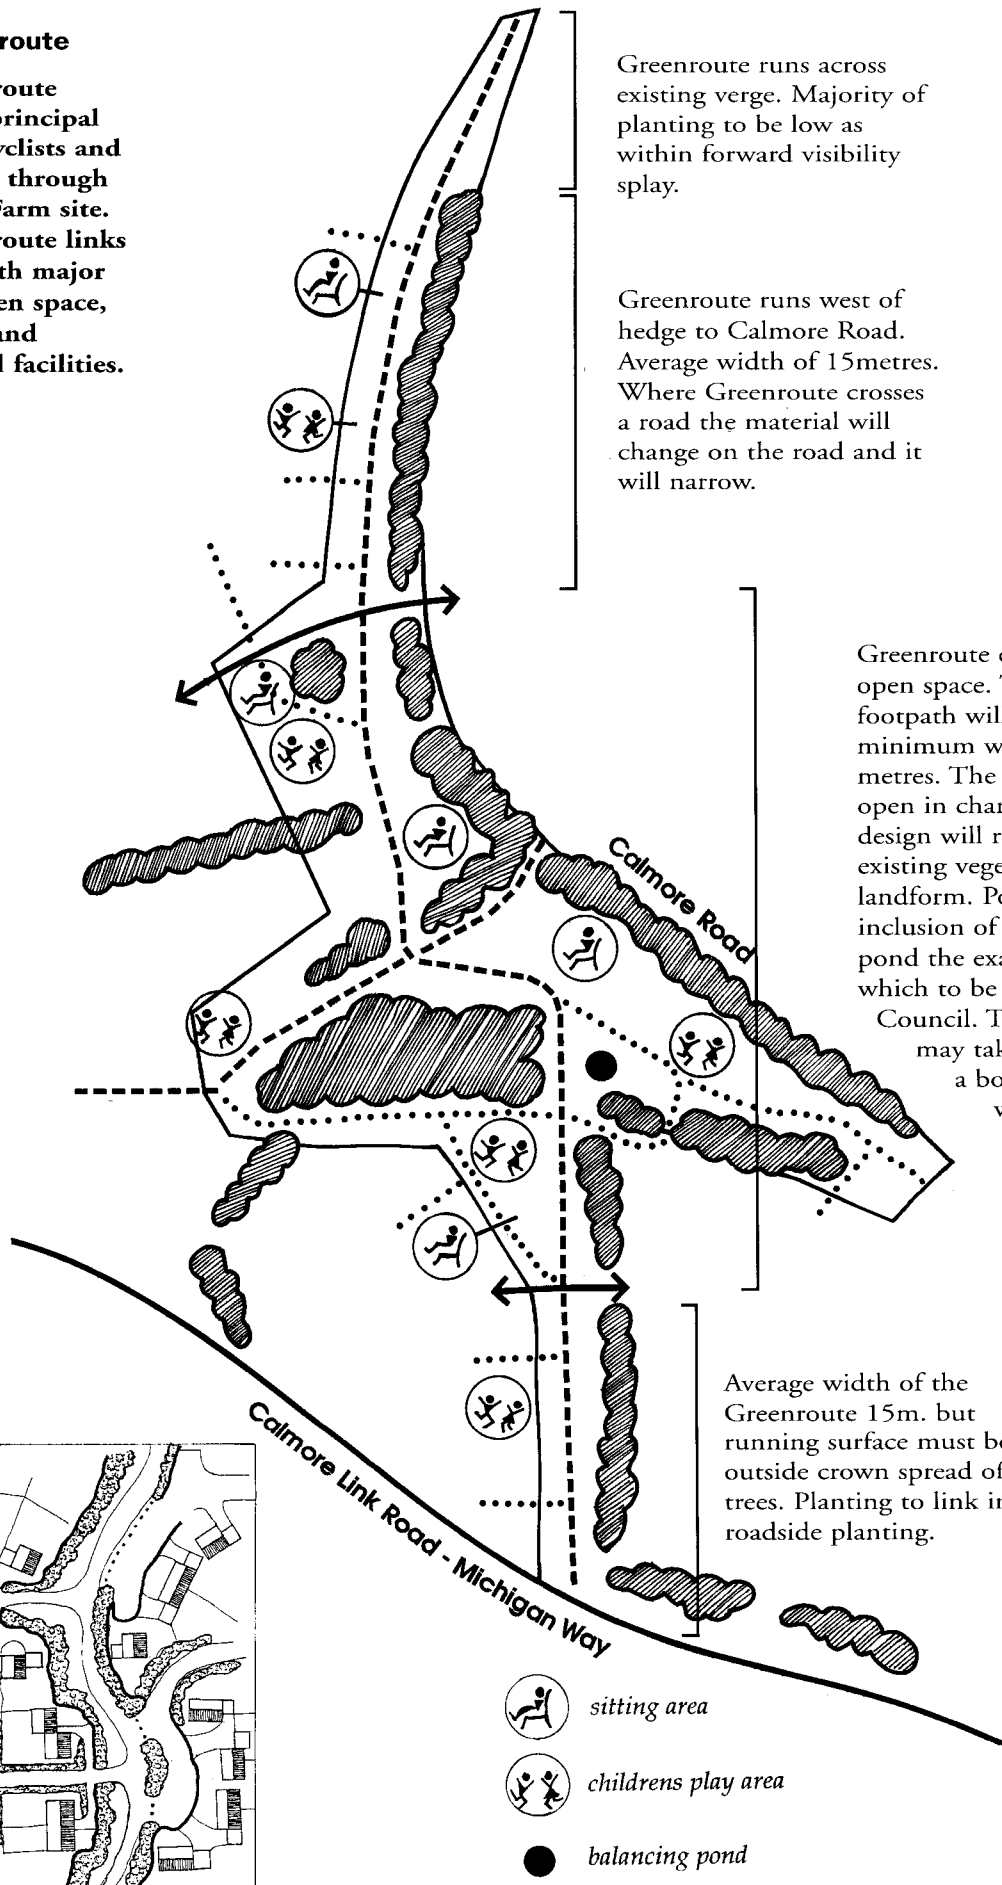 route
route
principal
yclists and
through
Farm site.
route links
th major
en space,
and
l facilities.
Greenroute runs across
existing verge. Majority of
planting to be low as
within forward visibility
splay.
Greenroute runs west of
hedge to Calmore Road.
Average width of 15metres.
Where Greenroute crosses
a road the material will
change on the road and it
will narrow.
Greenroute
open space.
footpath wil
minimum w
metres. The
open in char
design will r
existing vege
landform. Po
inclusion of
pond the exa
which to be
Council. T
may tak
a bo
Calmore Road
Average width of the
Greenroute 15m. but
running surface must be
outside crown spread of
trees. Planting to link in
roadside planting.
Calmore Link Road - Michigan Way
sitting area
childrens play area
balancing pond